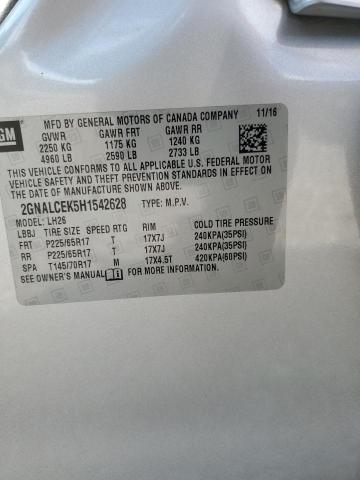 GM
MFD BY GENERAL MOTORS OF CANADA COMPANY 11/16
GVWR GAWR FRT GAWR RR
2250 KG 1175 KG 1240 KG
4960 LB 2590 LB 2733 LB
THIS VEHICLE CONFORMS TO ALL APPLICABLE U.S. FEDERAL MOTOR
VEHICLE SAFETY AND THEFT PREVENTION STANDARDS IN EFFECT ON
THE DATE OF MANUFACTURE SHOWN ABOVE.
2GNALCEK5H1542628 TYPE: M.P.V.
MODEL: LH26
LBBJ TIRE SIZE SPEED RTG RIM COLD TIRE PRESSURE
FRT P225/65R17 T 17X7J 240KPA(35PSI)
RR P225/65R17 T 17X7J 240KPA(35PSI)
SPA T145/70R17 M 17X4.5T 420KPA(60PSI)
SEE OWNER'S MANUAL FOR ADDITIONAL INFORMATION.